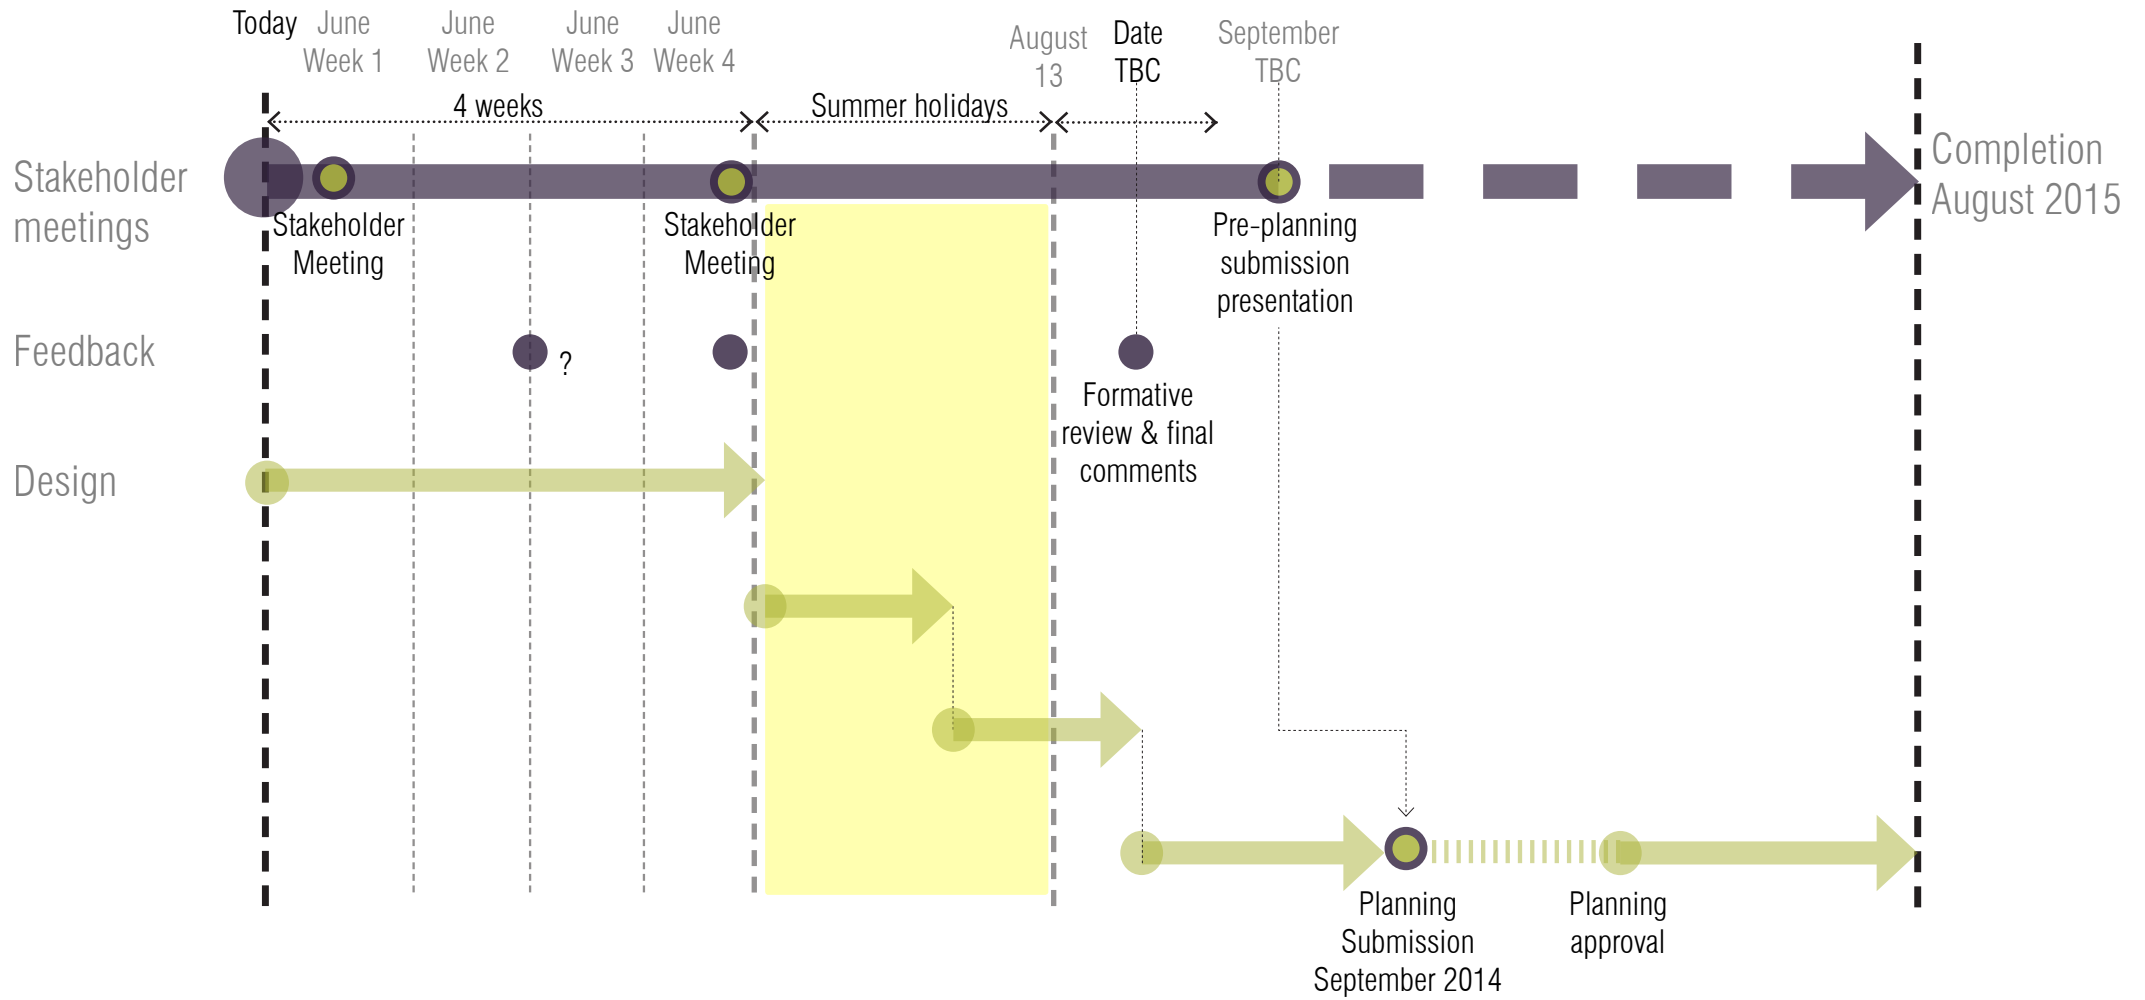 Today
June
Week 1
June
Week 2
June
Week 3
June
Week 4
August
13
Date
TBC
September
TBC
4 weeks
Summer holidays
Stakeholder
meetings
Completion
August 2015
Stakeholder
Meeting
Stakeholder
Meeting
Pre-planning
submission
presentation
Feedback
?
Formative
review & final
comments
Design
Planning
Submission
September 2014
Planning
approval